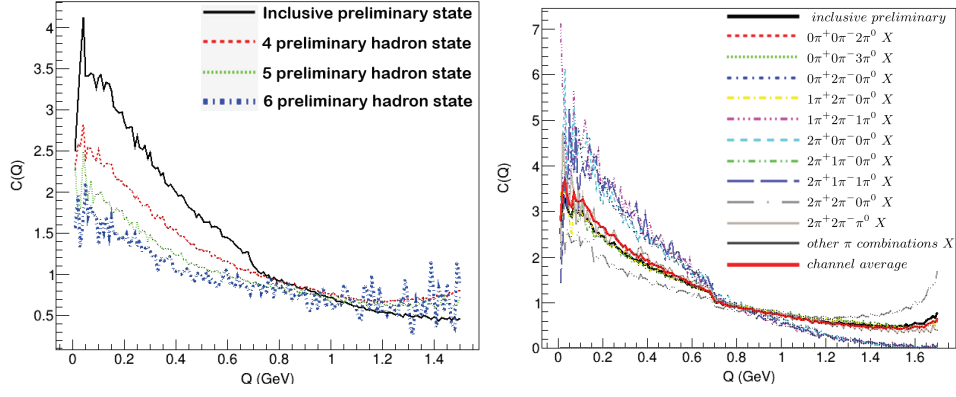 Inclusive preliminary state
4 preliminary hadron state
5 preliminary hadron state
6 preliminary hadron state
C(Q)
4
3.5
3
2.5
2
1.5
1
0.5
0 0.2 0.4 0.6 0.8 1 1.2 1.4
Q (GeV)
inclusive preliminary
0π⁺0π⁻2π⁰ X
0π⁺0π⁻3π⁰ X
0π⁺2π⁻0π⁰ X
1π⁺2π⁻0π⁰ X
1π⁺2π⁻1π⁰ X
2π⁺0π⁻0π⁰ X
2π⁺1π⁻0π⁰ X
2π⁺1π⁻1π⁰ X
2π⁺2π⁻0π⁰ X
2π⁺2π⁻π⁰ X
other π combinations X
channel average
C(Q)
7
6
5
4
3
2
1
0
0 0.2 0.4 0.6 0.8 1 1.2 1.4 1.6
Q (GeV)